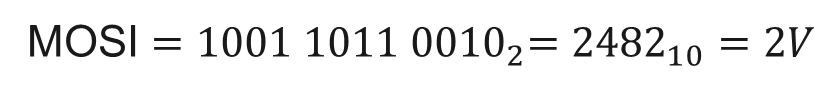 MOSI = 1001 1011 0010₂= 2482₁₀ = 2V